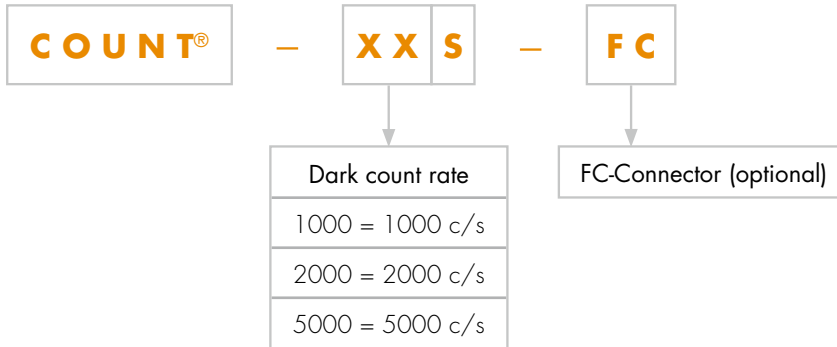 COUNT® – XX S – FC
Dark count rate
FC-Connector (optional)
1000 = 1000 c/s
2000 = 2000 c/s
5000 = 5000 c/s